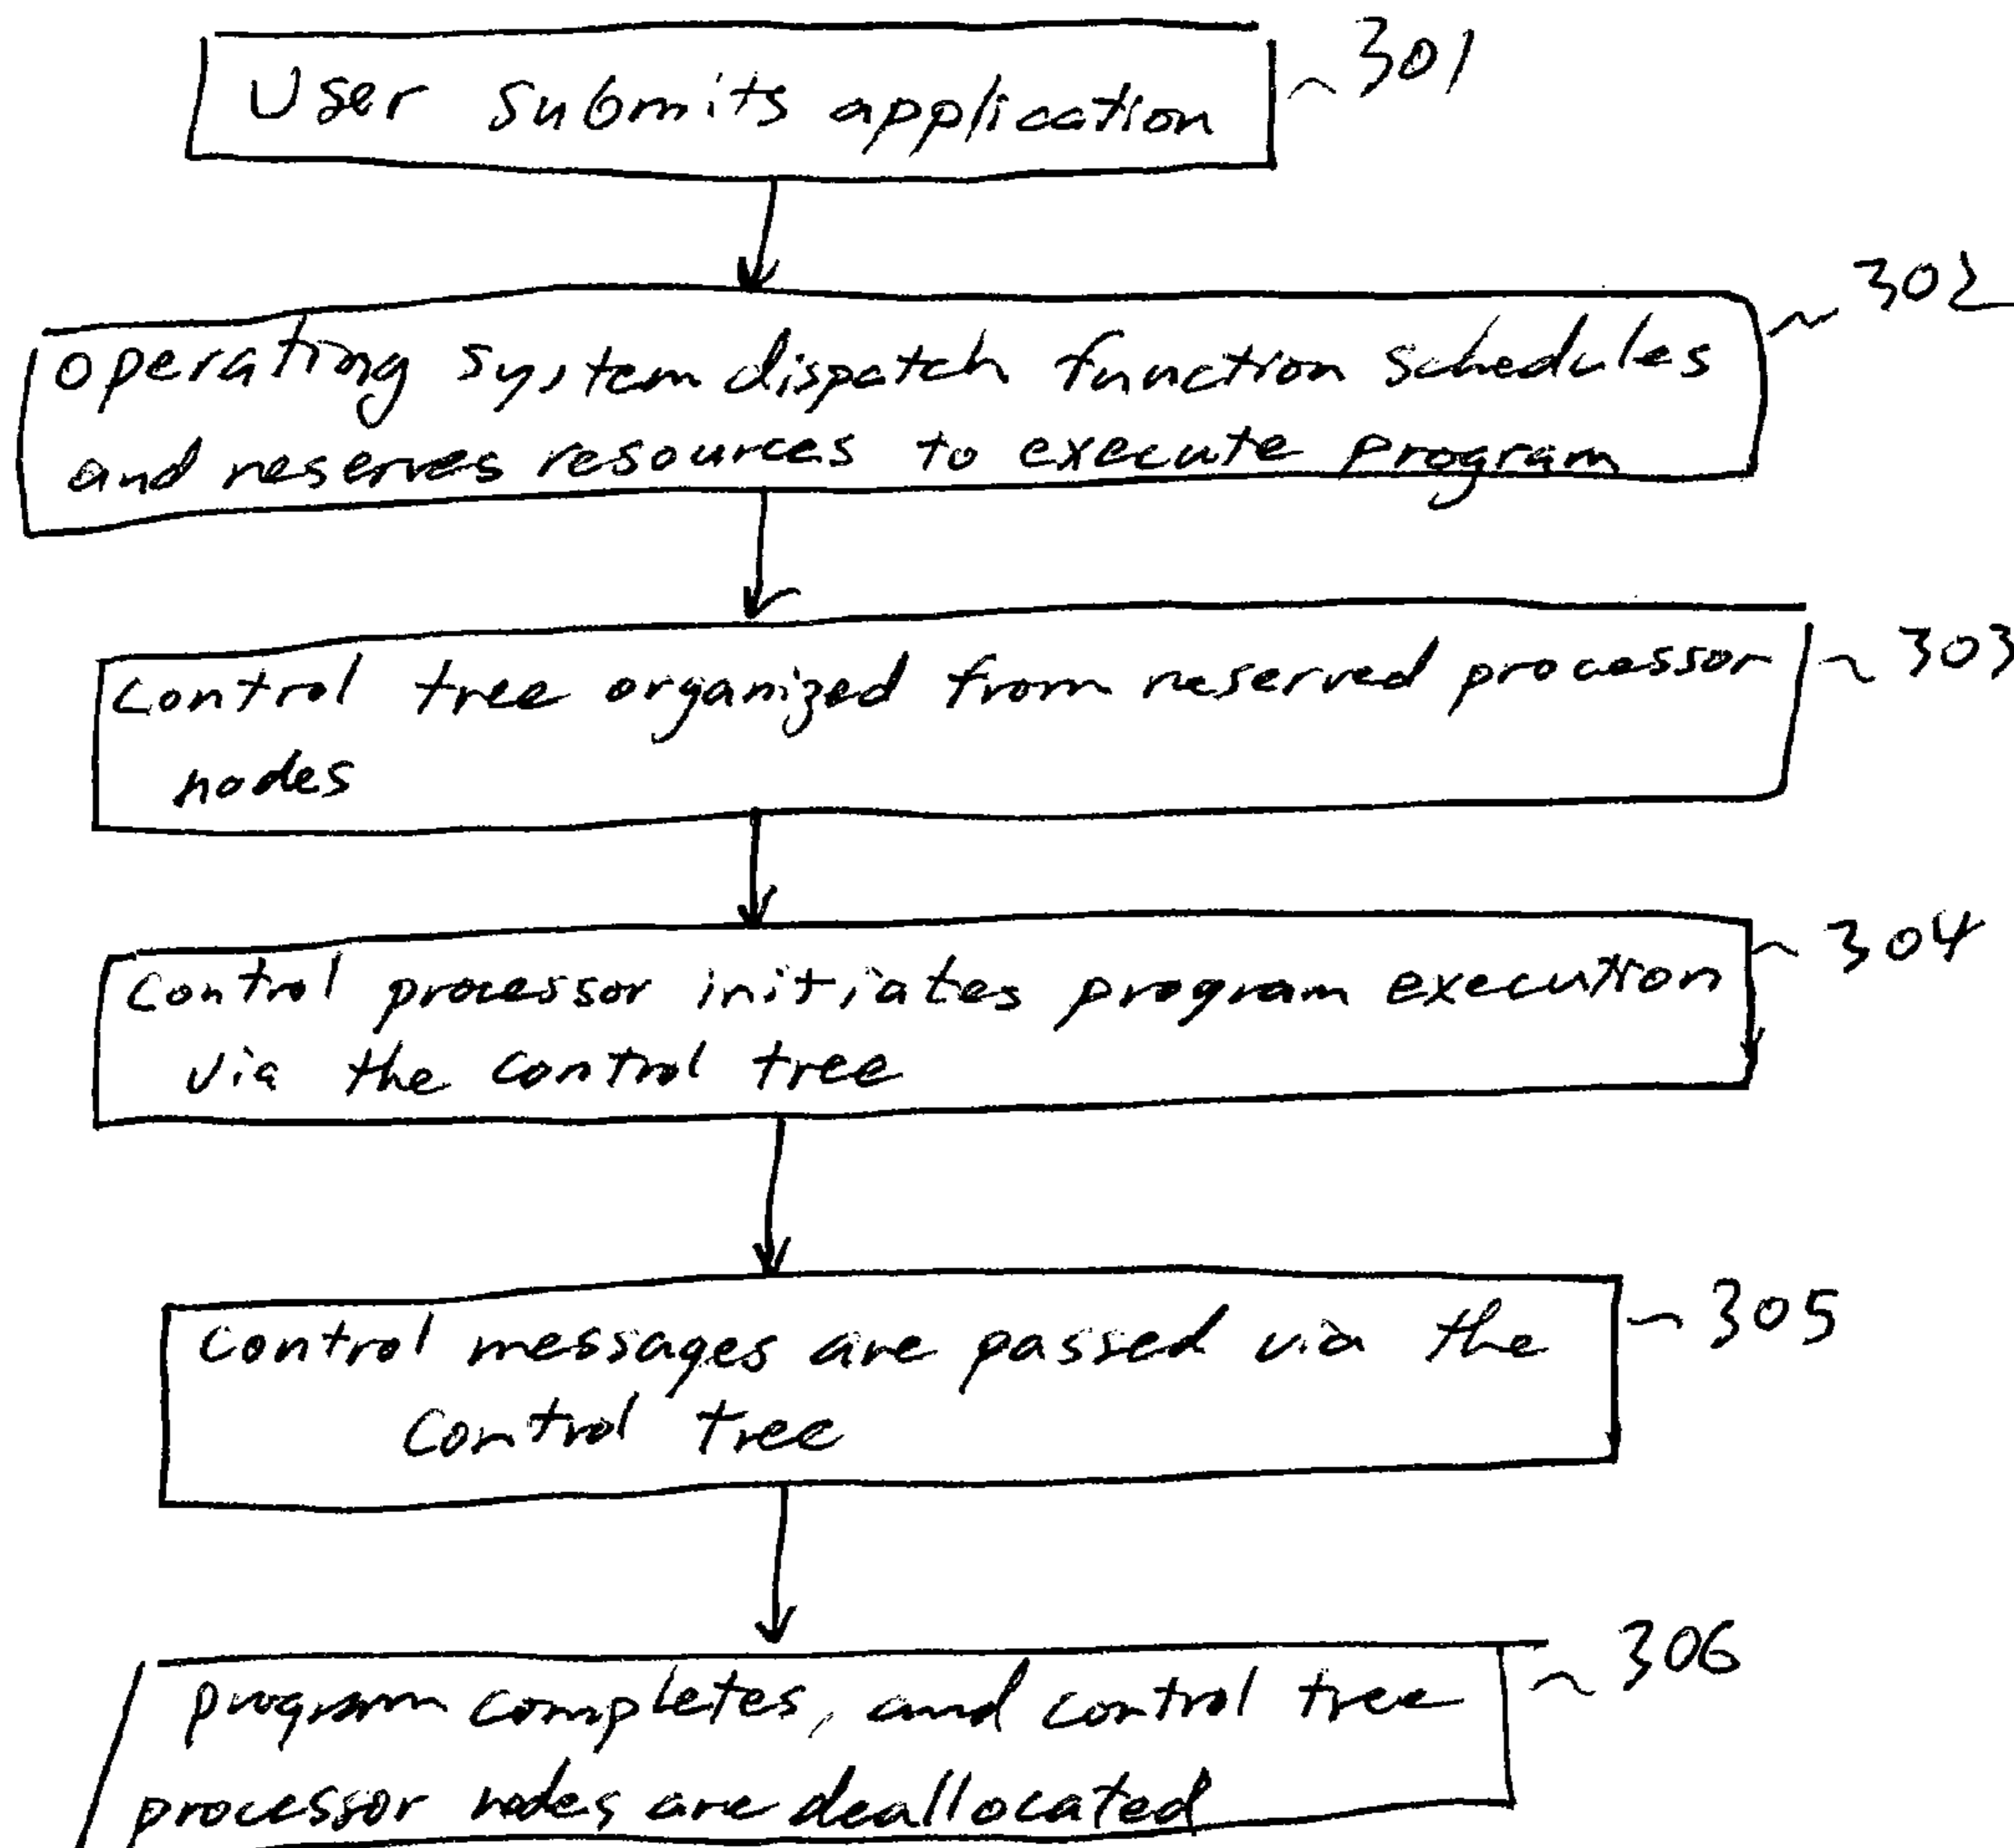 User submits application ~ 301
operating system dispatch function schedules ~ 302
and reserves resources to execute program
control tree organized from reserved processor ~ 303
nodes
control processor initiates program execution ~ 304
via the control tree
control messages are passed via the ~ 305
control tree
program completes, and control tree ~ 306
processor nodes are deallocated